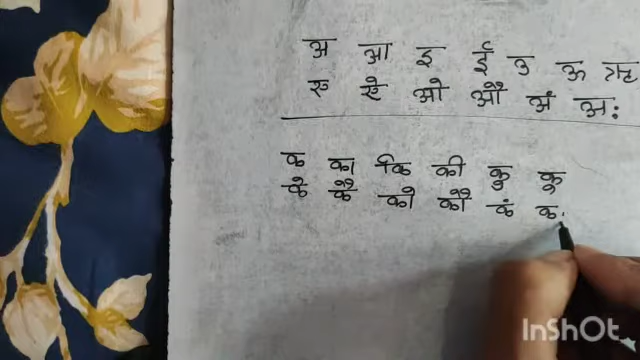 अ आ इ ई उ ऊ ऋ
ए ऐ ओ औ अं अः
क का कि की कु कू
के कै को कौ कं कः
InShOt